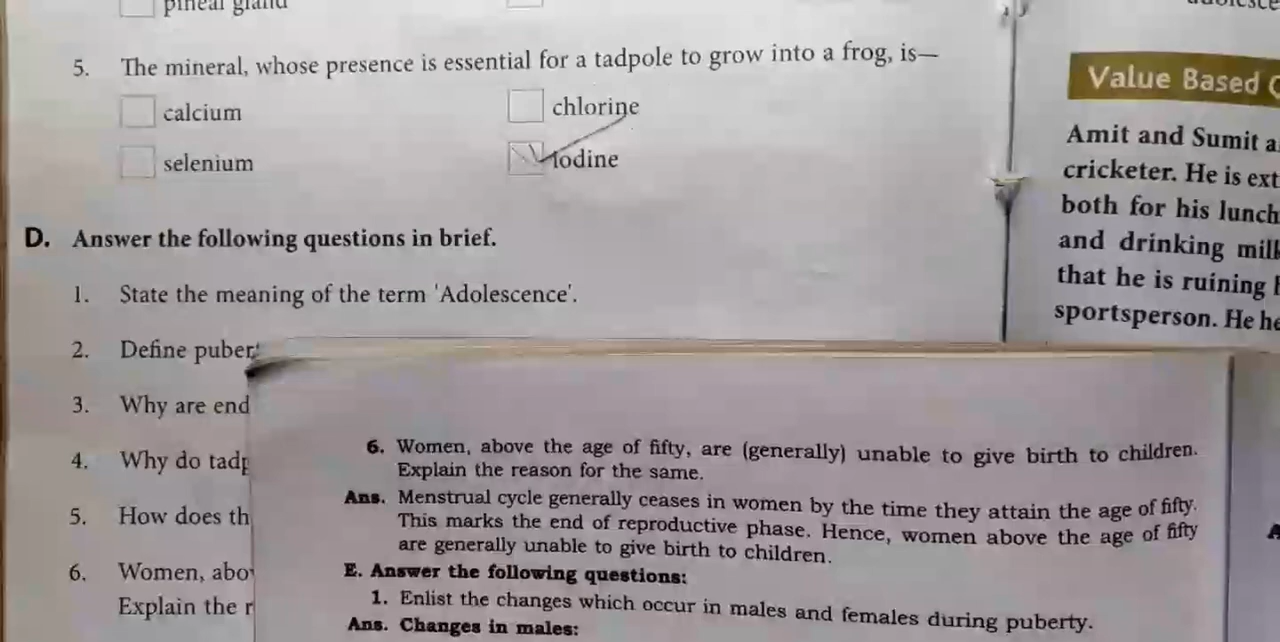 pineal gland
5. The mineral, whose presence is essential for a tadpole to grow into a frog, is—
calcium
chlorine
selenium
iodine
D. Answer the following questions in brief.
1. State the meaning of the term 'Adolescence'.
2. Define puber
3. Why are end
4. Why do tadp
5. How does th
6. Women, abov
Explain the r
6. Women, above the age of fifty, are (generally) unable to give birth to children.
Explain the reason for the same.
Ans. Menstrual cycle generally ceases in women by the time they attain the age of fifty.
This marks the end of reproductive phase. Hence, women above the age of fifty
are generally unable to give birth to children.
E. Answer the following questions:
1. Enlist the changes which occur in males and females during puberty.
Ans. Changes in males:
Value Based
Amit and Sumit a
cricketer. He is ext
both for his lunch
and drinking milk
that he is ruining
sportsperson. He he